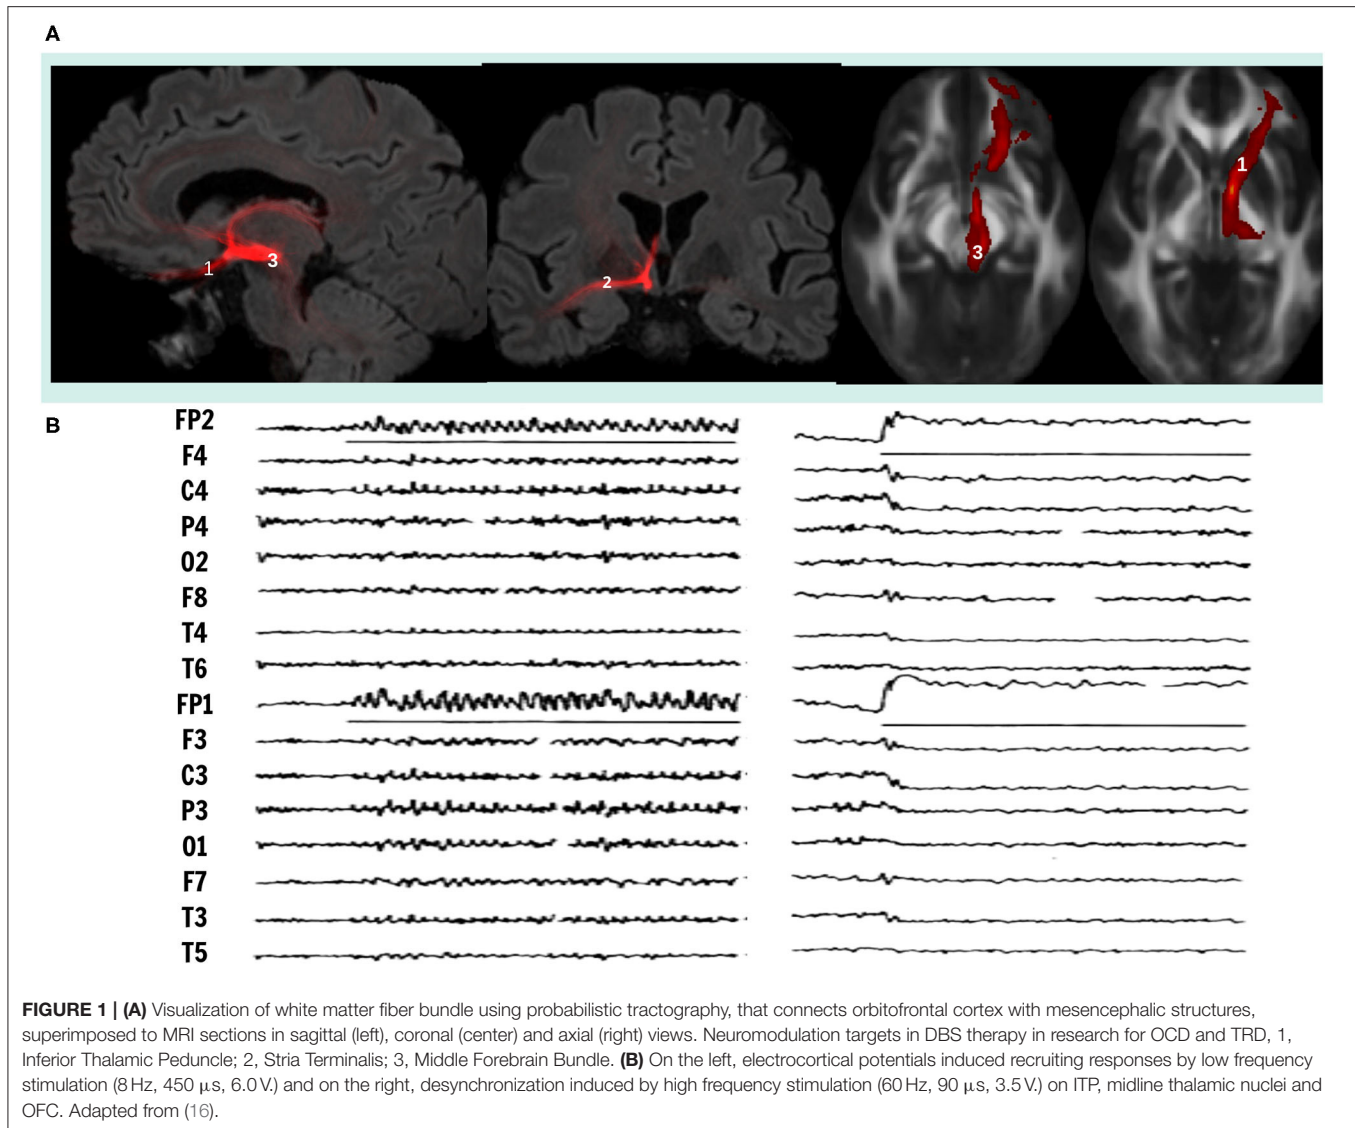 A
1
3
2
3
1
B
FP2
F4
C4
P4
02
F8
T4
T6
FP1
F3
C3
P3
01
F7
T3
T5
FIGURE 1 | (A) Visualization of white matter fiber bundle using probabilistic tractography, that connects orbitofrontal cortex with mesencephalic structures,
superimposed to MRI sections in sagittal (left), coronal (center) and axial (right) views. Neuromodulation targets in DBS therapy in research for OCD and TRD, 1,
Inferior Thalamic Peduncle; 2, Stria Terminalis; 3, Middle Forebrain Bundle. (B) On the left, electrocortical potentials induced recruiting responses by low frequency
stimulation (8 Hz, 450 μs, 6.0 V.) and on the right, desynchronization induced by high frequency stimulation (60 Hz, 90 μs, 3.5 V.) on ITP, midline thalamic nuclei and
OFC. Adapted from (16).